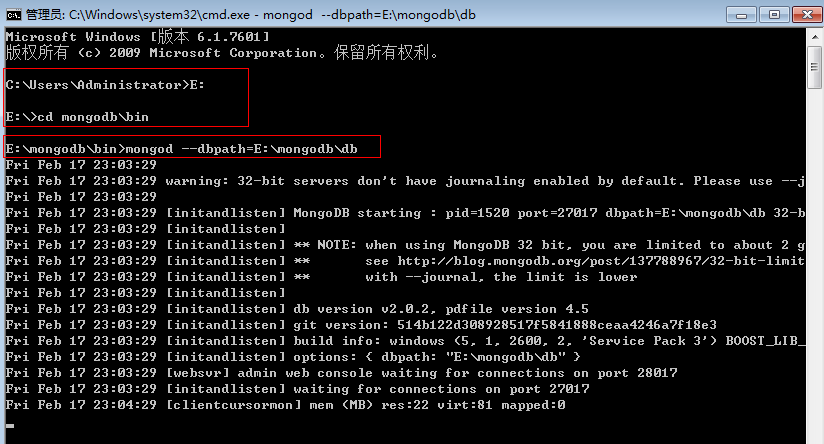 管理员: C:\Windows\system32\cmd.exe - mongod --dbpath=E:\mongodb\db
Microsoft Windows [版本 6.1.7601]
版权所有 (c) 2009 Microsoft Corporation。保留所有权利。
C:\Users\Administrator>E:
E:\>cd mongodb\bin
E:\mongodb\bin>mongod --dbpath=E:\mongodb\db
Fri Feb 17 23:03:29
Fri Feb 17 23:03:29 warning: 32-bit servers don't have journaling enabled by default. Please use --j
Fri Feb 17 23:03:29
Fri Feb 17 23:03:29 [initandlisten] MongoDB starting : pid=1520 port=27017 dbpath=E:\mongodb\db 32-b
Fri Feb 17 23:03:29 [initandlisten]
Fri Feb 17 23:03:29 [initandlisten] ** NOTE: when using MongoDB 32 bit, you are limited to about 2 g
Fri Feb 17 23:03:29 [initandlisten] **       see http://blog.mongodb.org/post/137788967/32-bit-limit
Fri Feb 17 23:03:29 [initandlisten] **       with --journal, the limit is lower
Fri Feb 17 23:03:29 [initandlisten]
Fri Feb 17 23:03:29 [initandlisten] db version v2.0.2, pdfile version 4.5
Fri Feb 17 23:03:29 [initandlisten] git version: 514b122d308928517f5841888ceaa4246a7f18e3
Fri Feb 17 23:03:29 [initandlisten] build info: windows (5, 1, 2600, 2, 'Service Pack 3') BOOST_LIB_
Fri Feb 17 23:03:29 [initandlisten] options: { dbpath: "E:\mongodb\db" }
Fri Feb 17 23:03:29 [websvr] admin web console waiting for connections on port 28017
Fri Feb 17 23:03:29 [initandlisten] waiting for connections on port 27017
Fri Feb 17 23:04:29 [clientcursormon] mem (MB) res:22 virt:81 mapped:0